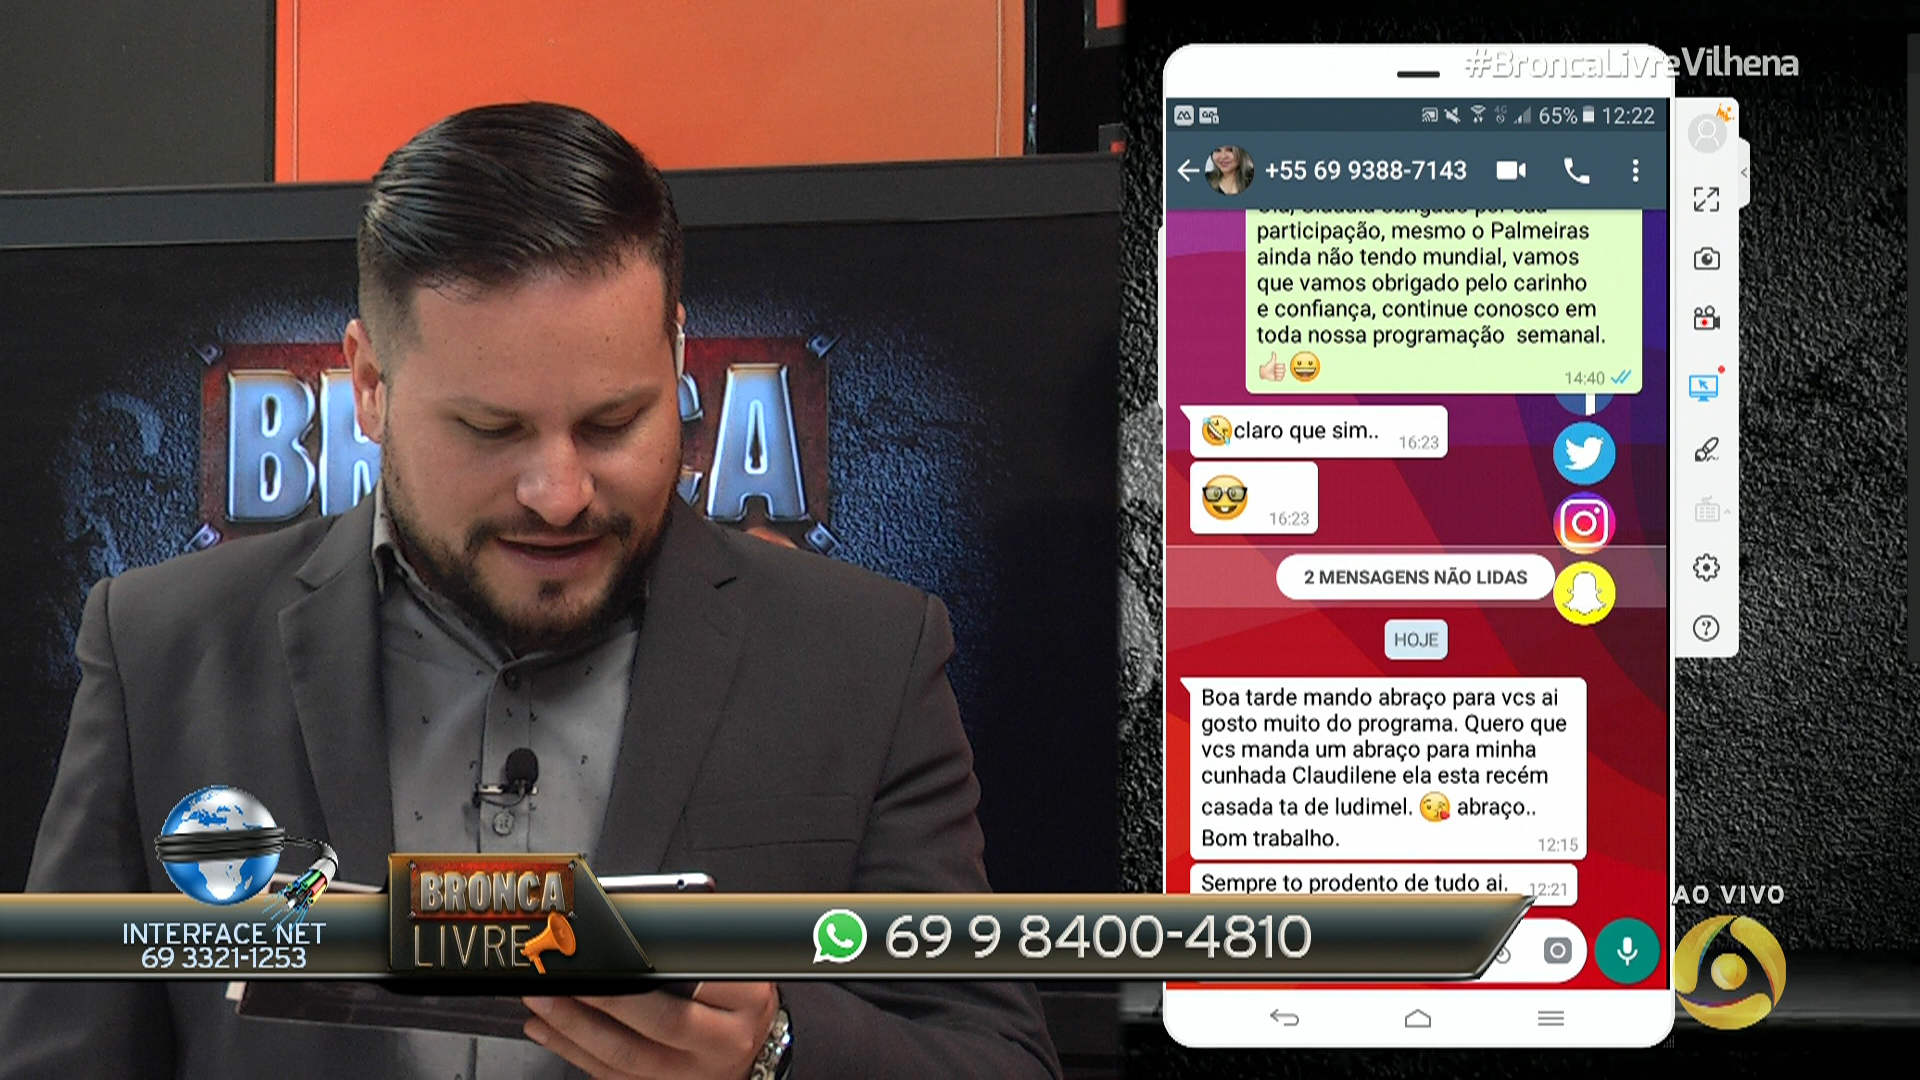 #BroncaLivreVilhena
65% 12:22
+55 69 9388-7143
participação, mesmo o Palmeiras
ainda não tendo mundial, vamos
que vamos obrigado pelo carinho
e confiança, continue conosco em
toda nossa programação semanal.
14:40
claro que sim..
16:23
16:23
2 MENSAGENS NÃO LIDAS
HOJE
Boa tarde mando abraço para vcs ai
gosto muito do programa. Quero que
vcs manda um abraço para minha
cunhada Claudilene ela esta recém
casada ta de ludimel. abraço..
Bom trabalho.
12:15
Sempre to prodento de tudo ai.
12:21
AO VIVO
BRONCA
LIVRE
69 9 8400-4810
INTERFACE NET
69 3321-1253